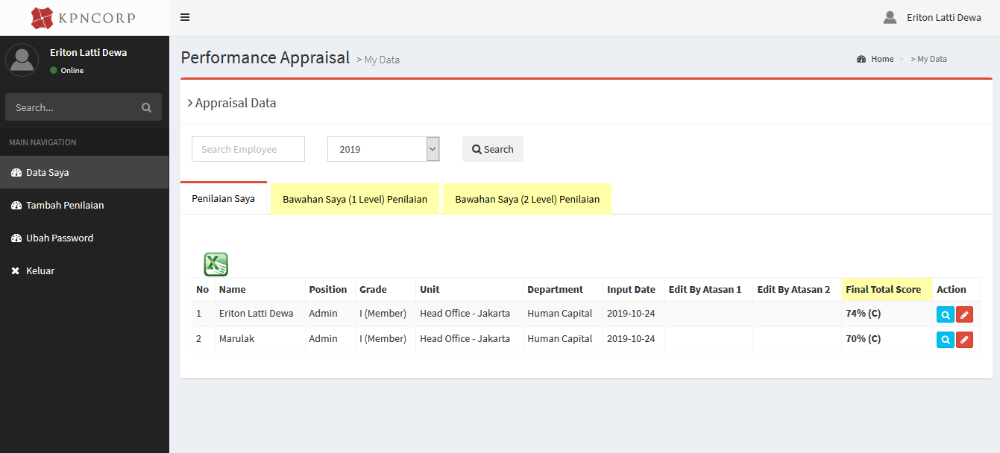 KPNCORP
Eriton Latti Dewa
Eriton Latti Dewa
Online
Search...
MAIN NAVIGATION
Data Saya
Tambah Penilaian
Ubah Password
Keluar
Performance Appraisal > My Data
Home > > My Data
> Appraisal Data
Search Employee 2019 Search
Penilaian Saya Bawahan Saya (1 Level) Penilaian Bawahan Saya (2 Level) Penilaian
No Name Position Grade Unit Department Input Date Edit By Atasan 1 Edit By Atasan 2 Final Total Score Action
1 Eriton Latti Dewa Admin I (Member) Head Office - Jakarta Human Capital 2019-10-24 74% (C)
2 Marulak Admin I (Member) Head Office - Jakarta Human Capital 2019-10-24 70% (C)